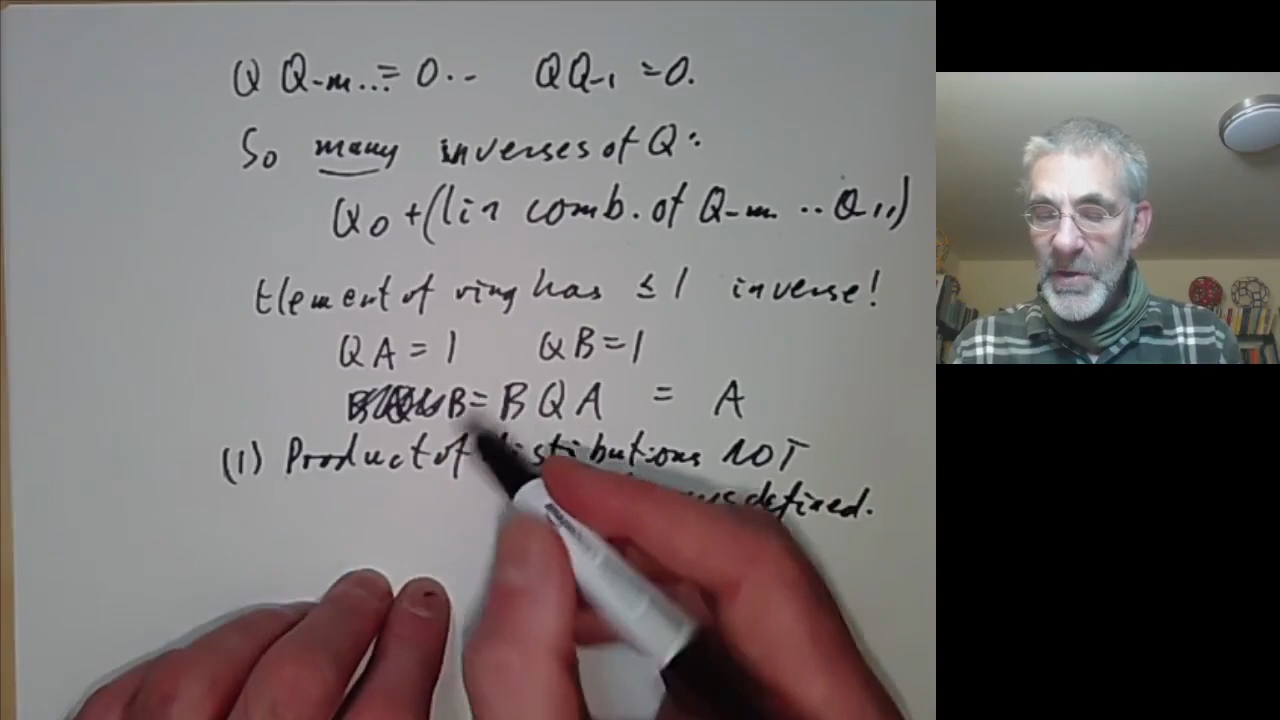 Q Q-m... = 0.. Q Q-1 = 0.
So many inverses of Q:
Q0 + (lin comb. of Q-m .. Q-1)
Element of ring has ≤ 1 inverse!
QA = 1 QB = 1
B = BQA = A
(1) Product of distributions NOT
defined.